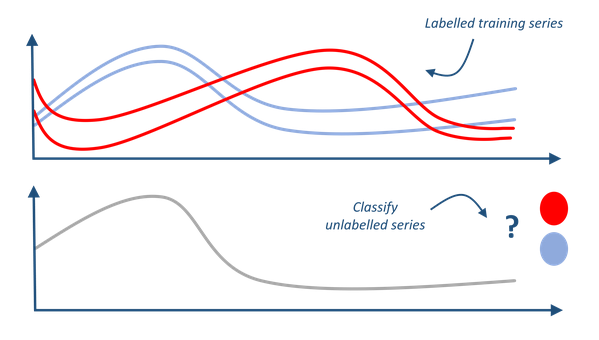 Labelled training series
Classify
unlabelled series
?